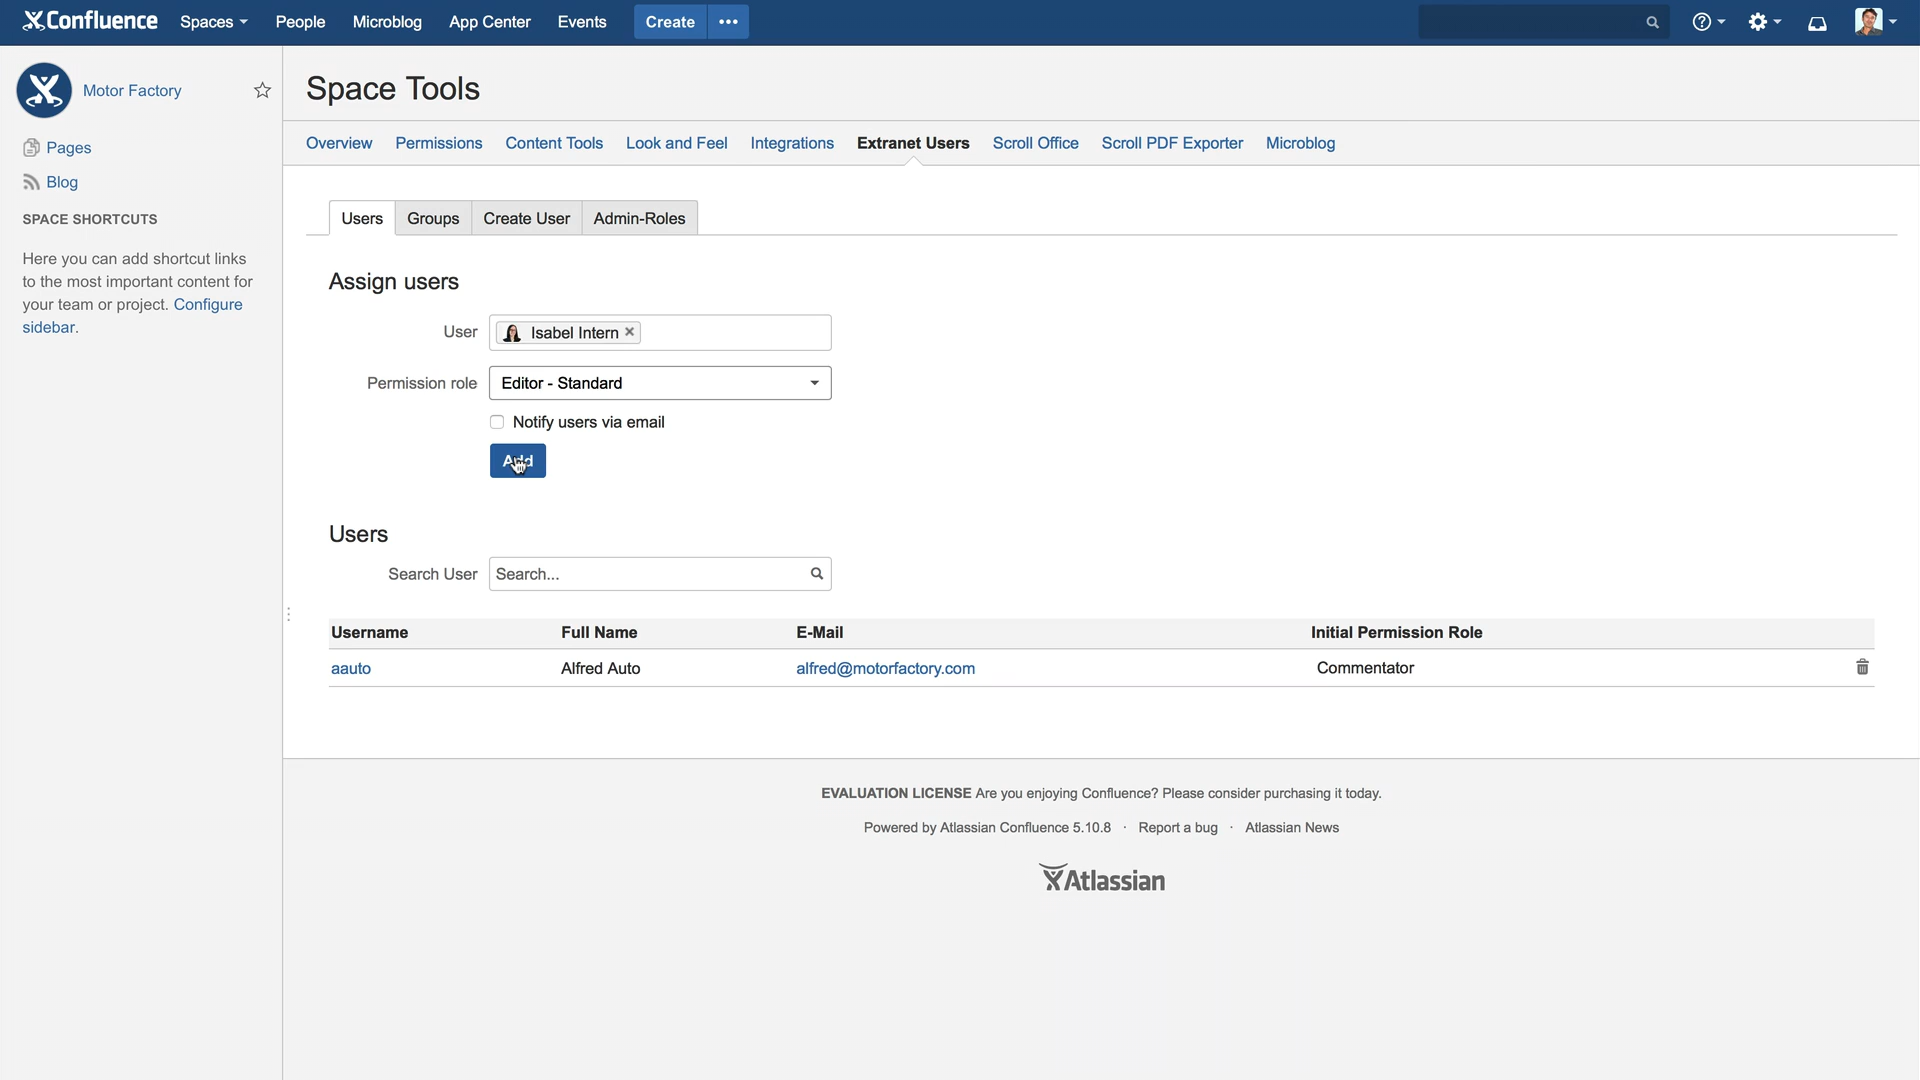 Confluence Spaces People Microblog App Center Events Create •••
Motor Factory
Pages
Blog
SPACE SHORTCUTS
Here you can add shortcut links
to the most important content for
your team or project. Configure
sidebar.
Space Tools
Overview Permissions Content Tools Look and Feel Integrations Extranet Users Scroll Office Scroll PDF Exporter Microblog
Users Groups Create User Admin-Roles
Assign users
User Isabel Intern
Permission role Editor - Standard
Notify users via email
Add
Users
Search User Search...
Username Full Name E-Mail Initial Permission Role
aauto Alfred Auto alfred@motorfactory.com Commentator
EVALUATION LICENSE Are you enjoying Confluence? Please consider purchasing it today.
Powered by Atlassian Confluence 5.10.8 · Report a bug · Atlassian News
Atlassian